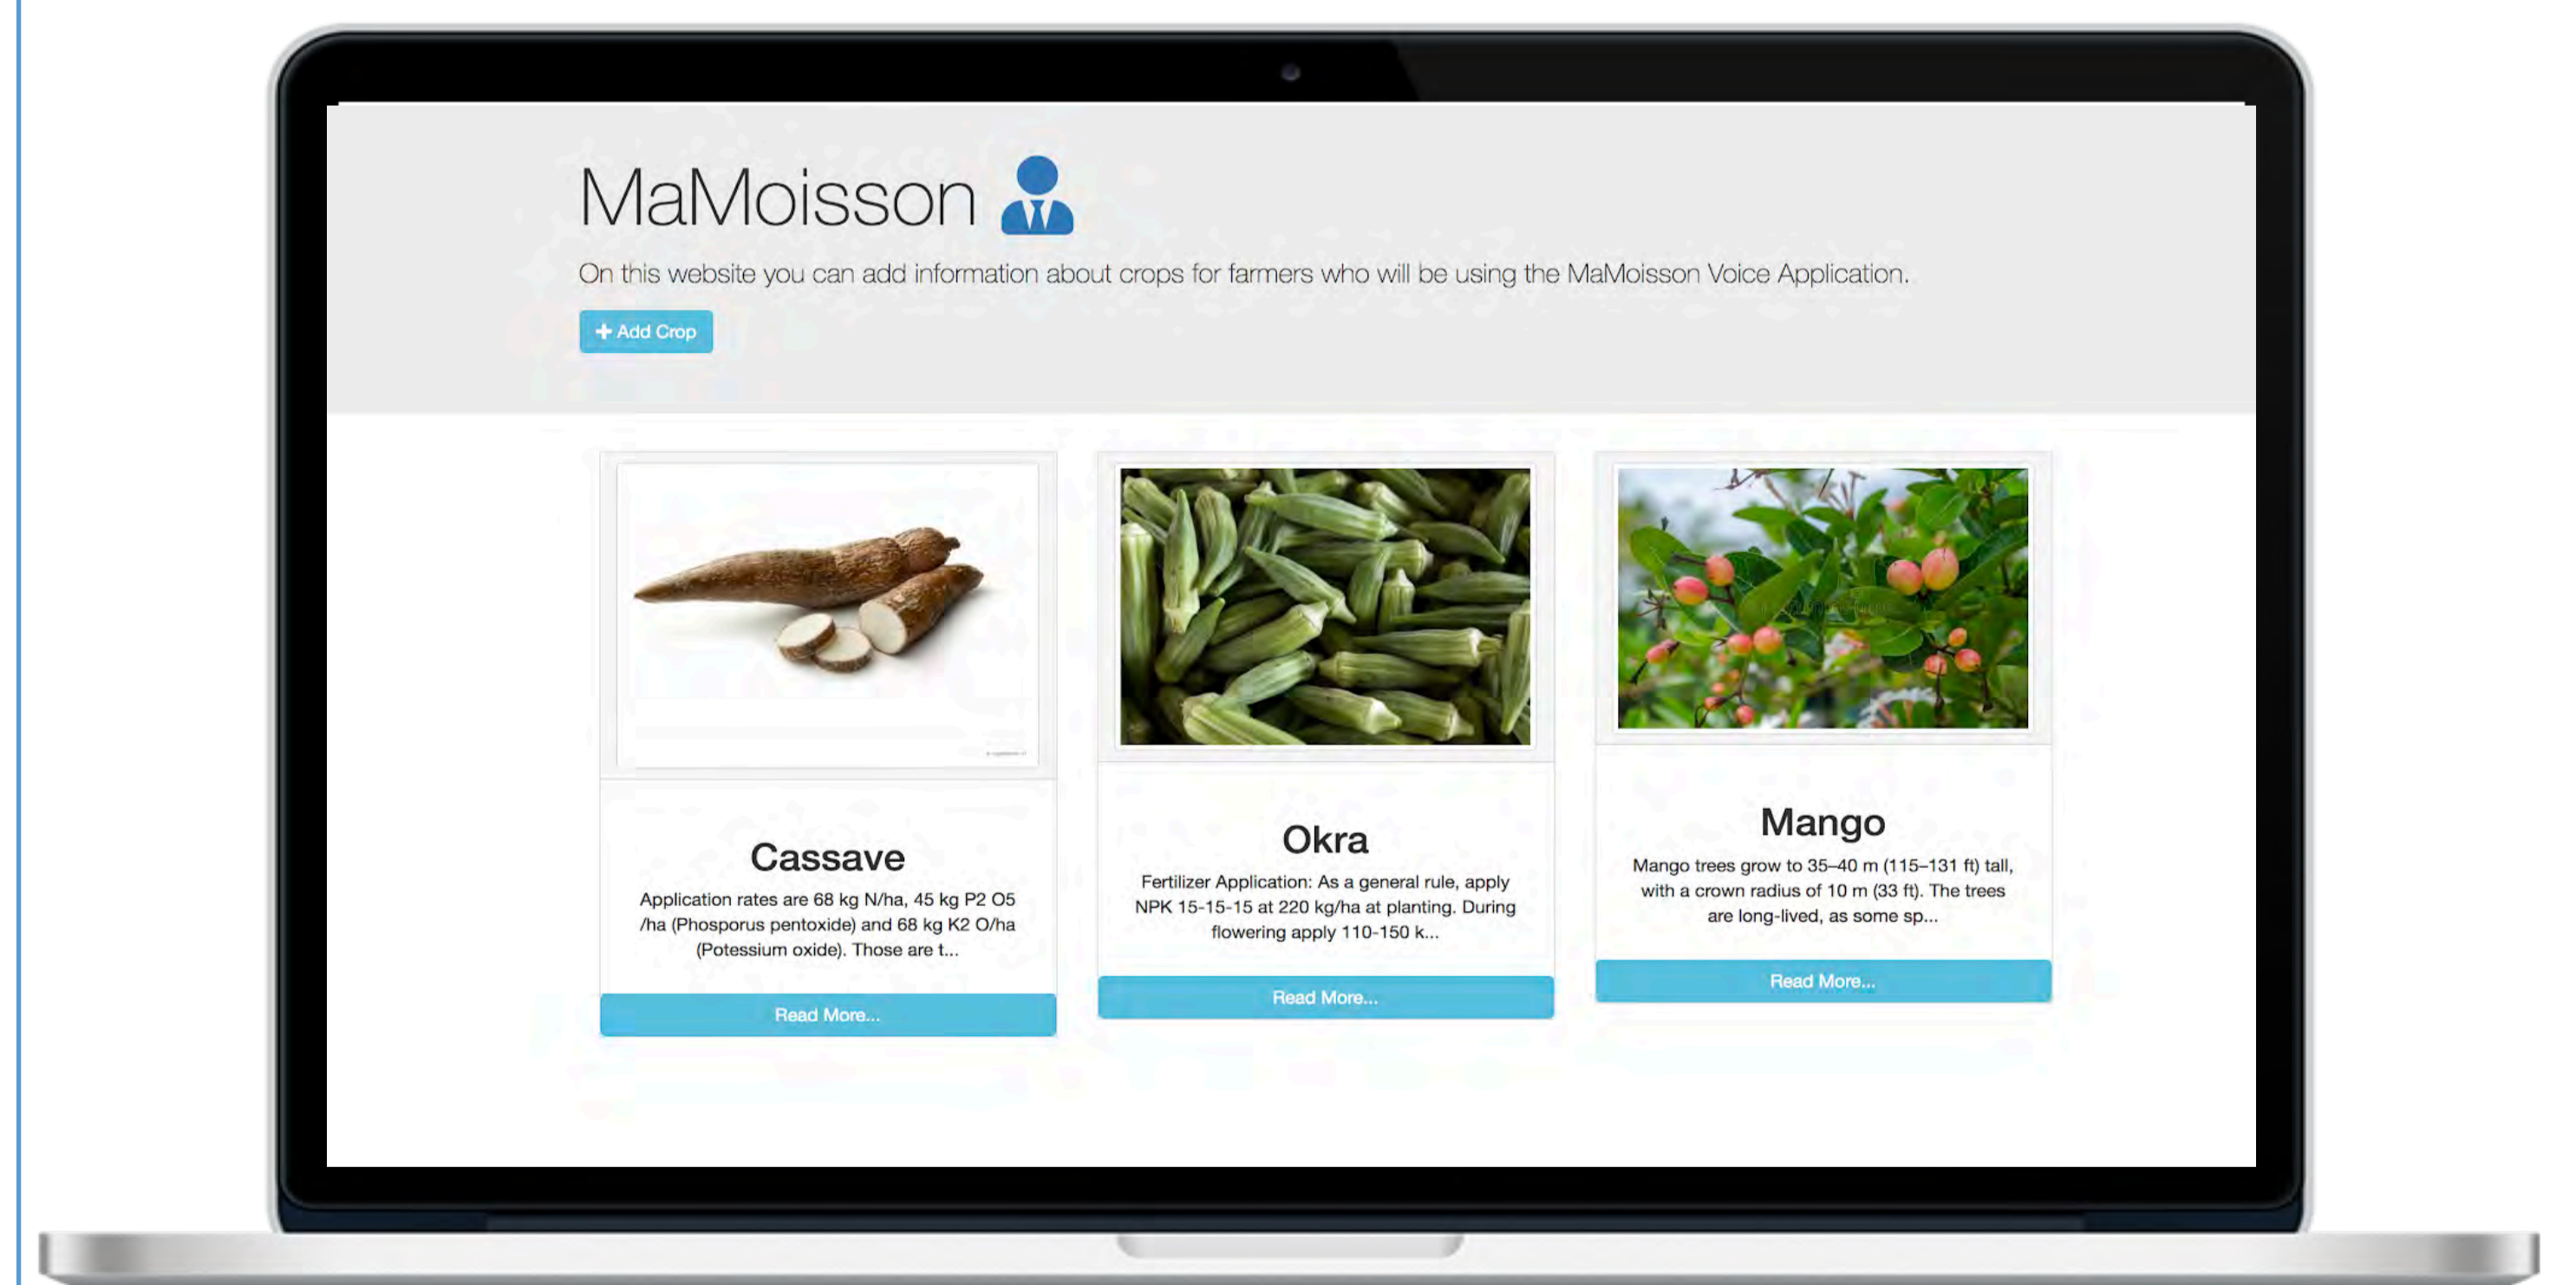 MaMoisson
On this website you can add information about crops for farmers who will be using the MaMoisson Voice Application.
+ Add Crop
Cassave
Application rates are 68 kg N/ha, 45 kg P2 O5
/ha (Phosporus pentoxide) and 68 kg K2 O/ha
(Potessium oxide). Those are t...
Read More...
Okra
Fertilizer Application: As a general rule, apply
NPK 15-15-15 at 220 kg/ha at planting. During
flowering apply 110-150 k...
Read More...
Mango
Mango trees grow to 35–40 m (115–131 ft) tall,
with a crown radius of 10 m (33 ft). The trees
are long-lived, as some sp...
Read More...